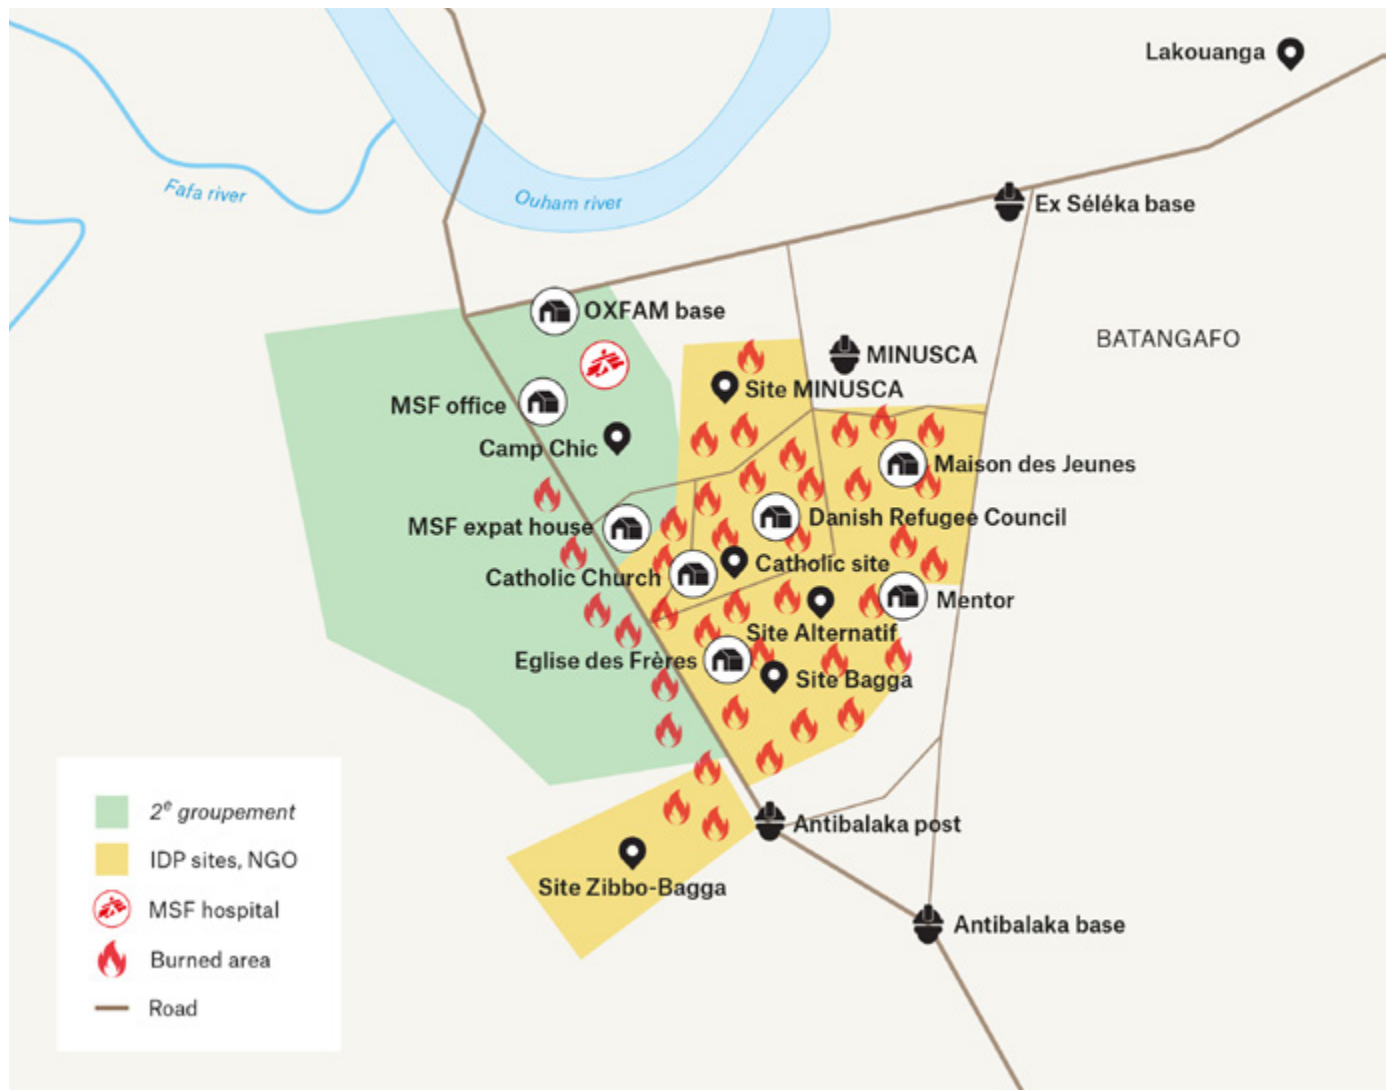 Lakouanga
Fafa river
Ouham river
Ex Séléka base
OXFAM base
BATANGAFO
MINUSCA
Site MINUSCA
MSF office
Camp Chic
Maison des Jeunes
MSF expat house
Danish Refugee Council
Catholic site
Catholic Church
Mentor
Site Alternatif
Eglise des Frères
Site Bagga
Antibalaka post
Site Zibbo-Bagga
Antibalaka base
2e groupement
IDP sites, NGO
MSF hospital
Burned area
Road